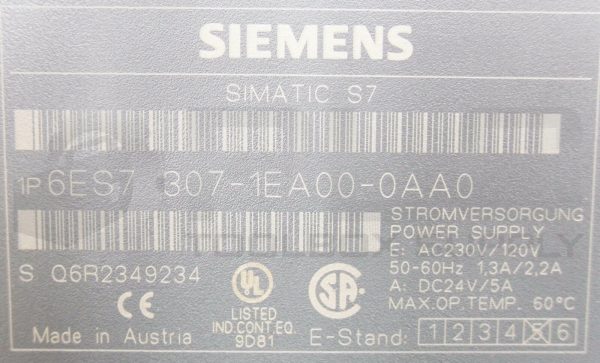 SIEMENS
SIMATIC S7
1P 6ES7 307-1EA00-0AA0
STROMVERSORGUNG
POWER SUPPLY
E: AC230V/120V
50-60Hz 1,3A/2,2A
A: DC24V/5A
MAX.OP.TEMP. 60°C
S Q6R2349234
CE
UL
LISTED
IND.CONT.EQ.
9D81
SA
Made in Austria
E-Stand: 1 2 3 4 X 6